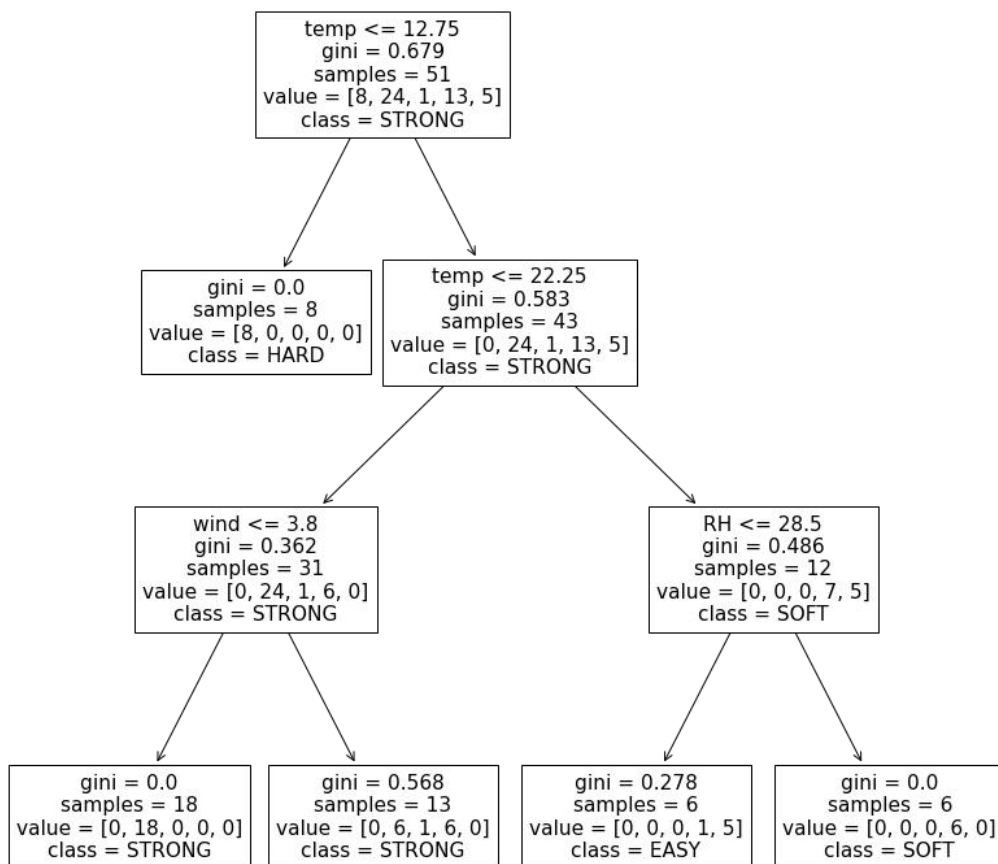 temp <= 12.75
gini = 0.679
samples = 51
value = [8, 24, 1, 13, 5]
class = STRONG
gini = 0.0
samples = 8
value = [8, 0, 0, 0, 0]
class = HARD
temp <= 22.25
gini = 0.583
samples = 43
value = [0, 24, 1, 13, 5]
class = STRONG
wind <= 3.8
gini = 0.362
samples = 31
value = [0, 24, 1, 6, 0]
class = STRONG
RH <= 28.5
gini = 0.486
samples = 12
value = [0, 0, 0, 7, 5]
class = SOFT
gini = 0.0
samples = 18
value = [0, 18, 0, 0, 0]
class = STRONG
gini = 0.568
samples = 13
value = [0, 6, 1, 6, 0]
class = STRONG
gini = 0.278
samples = 6
value = [0, 0, 0, 1, 5]
class = EASY
gini = 0.0
samples = 6
value = [0, 0, 0, 6, 0]
class = SOFT